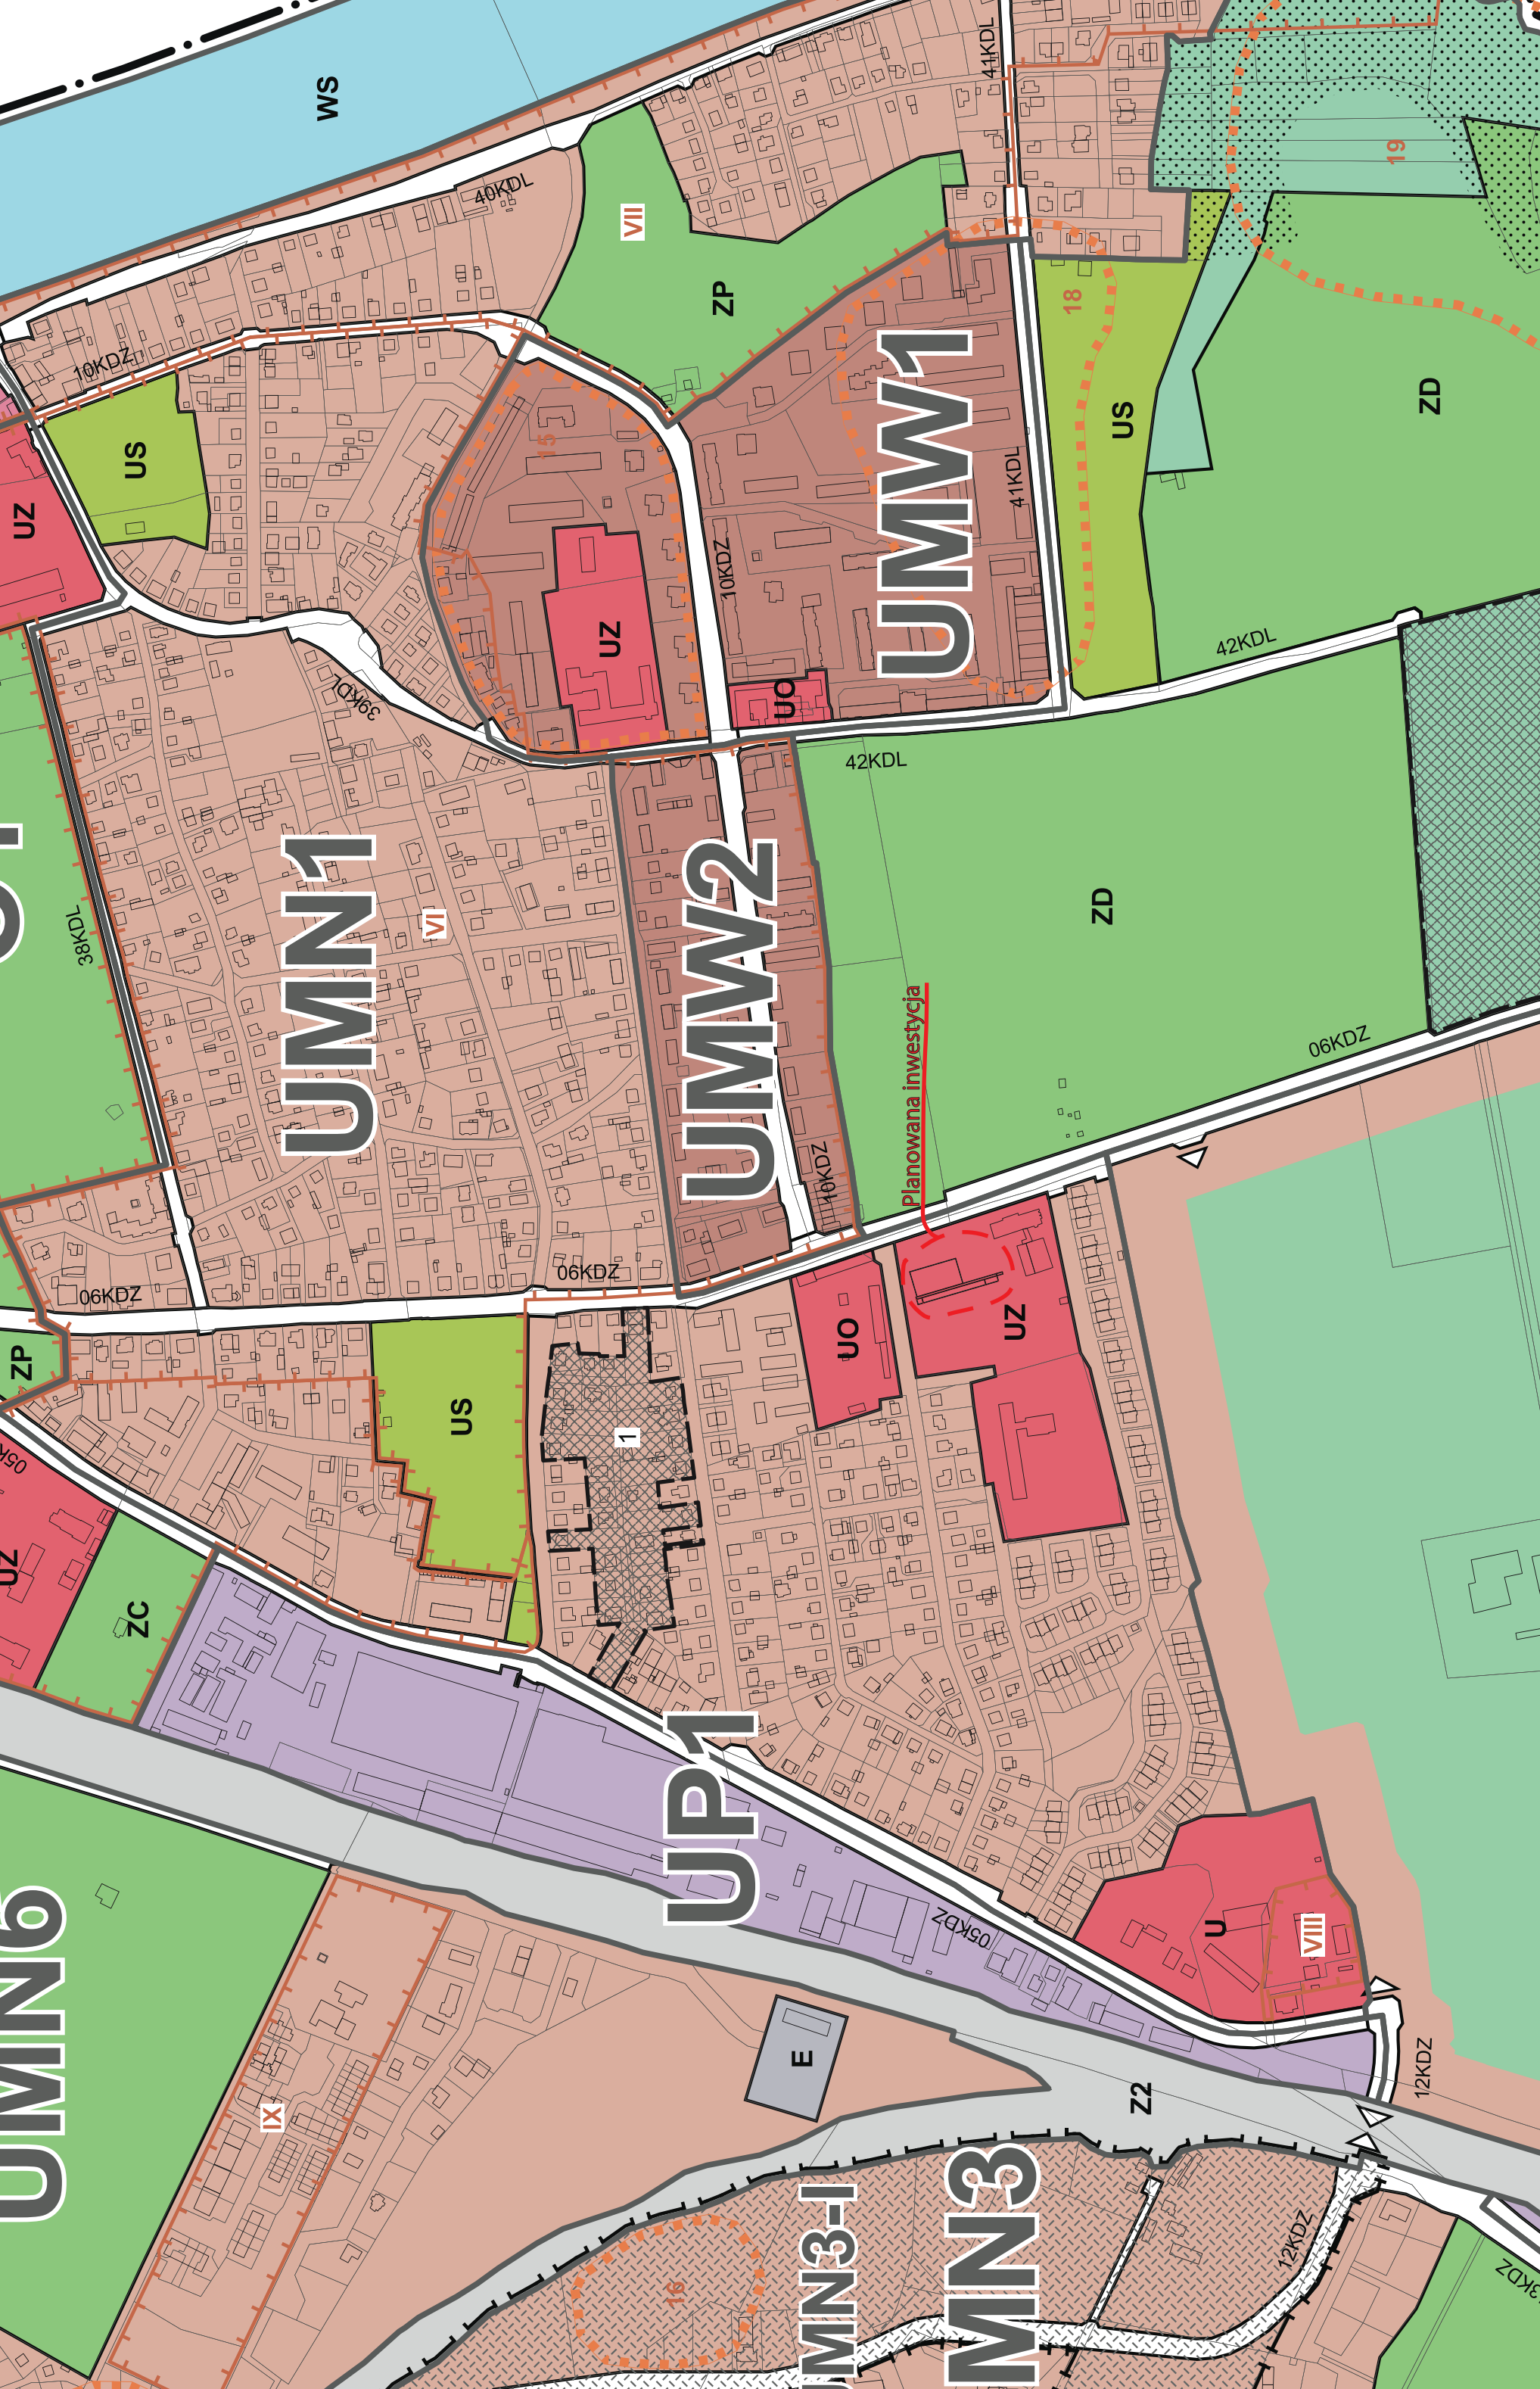 WS
41KDL
40KDL
VII
19
ZP
18
10KDZ
US
UZ
15
US
ZD
UMW1
41KDL
10KDZ
UZ
UO
42KDL
39KDL
42KDL
38KDL
UMN1
VI
UMW2
ZD
Planowana inwestycja
06KDZ
10KDZ
06KDZ
06KDZ
ZP
UO
UZ
US
1
UZ
ZC
UP1
05KDZ
U
VIII
UMN6
IX
E
Z2
12KDZ
16
MN3-I
MN3
12KDZ